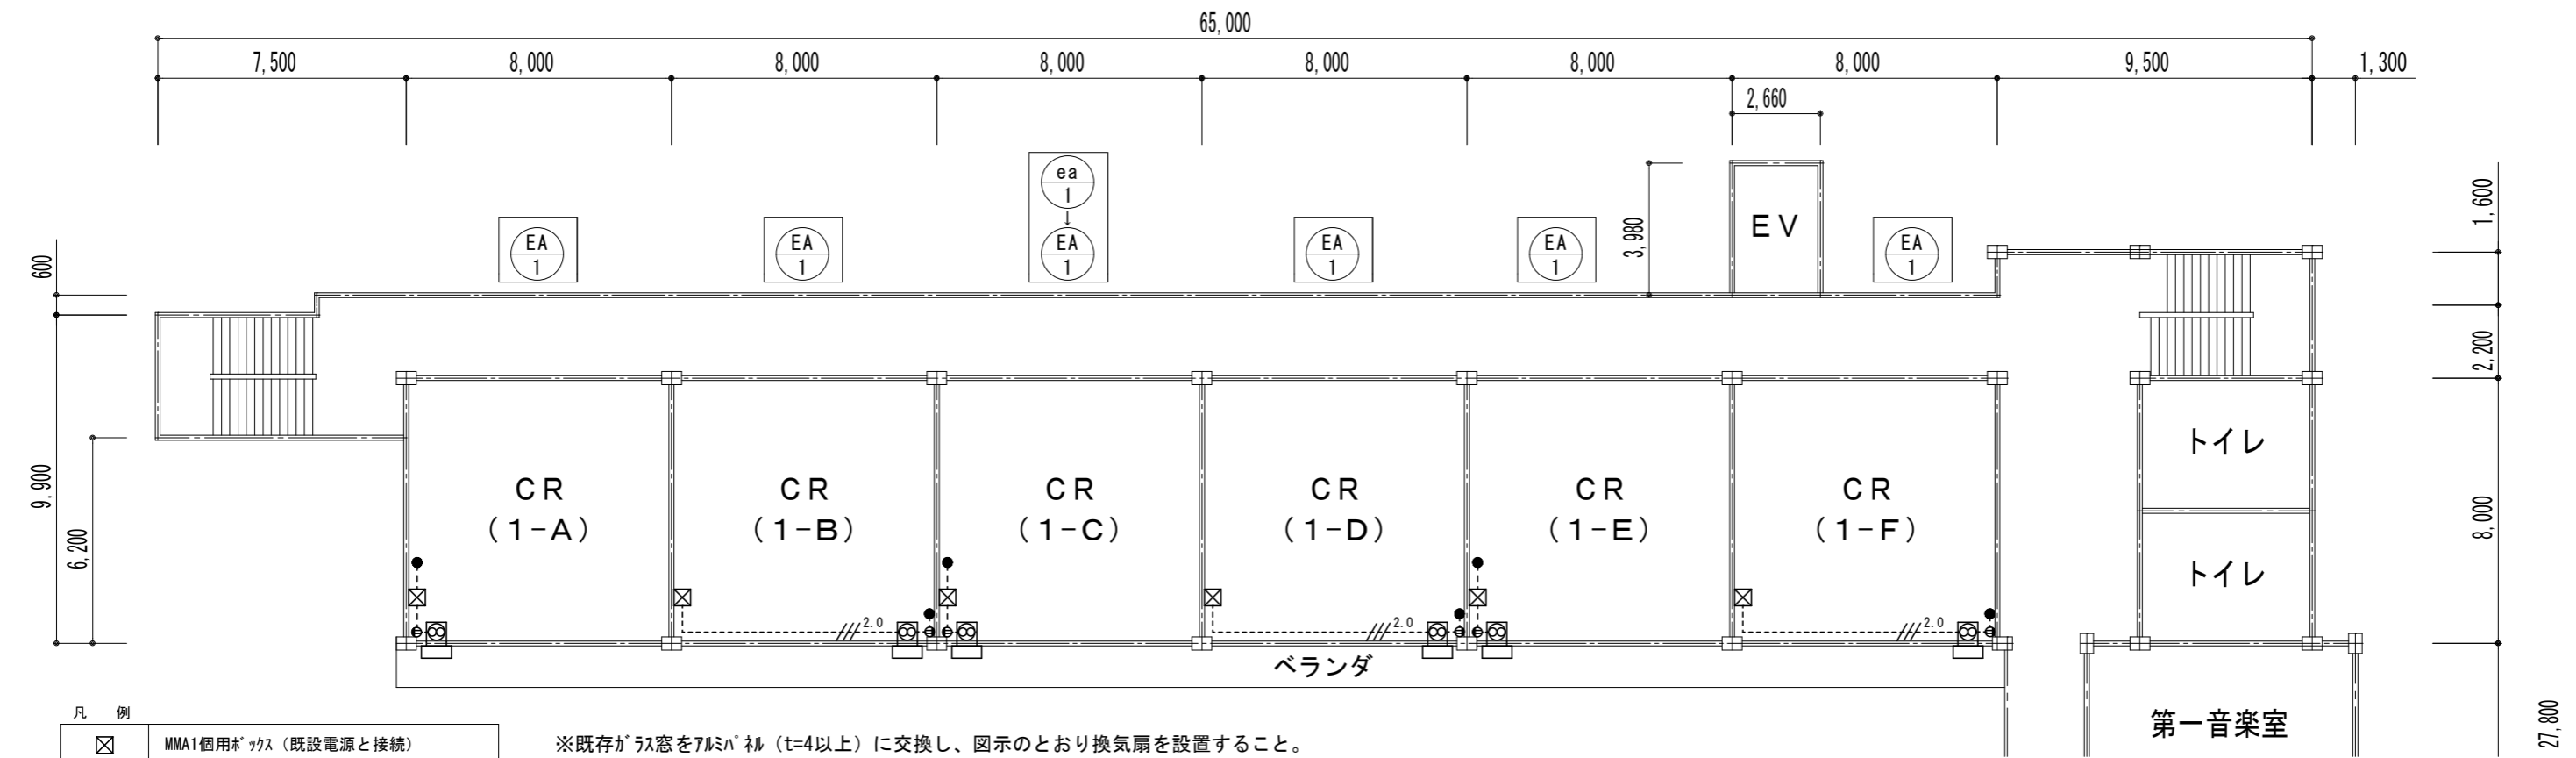 65,000
7,500 8,000 8,000 8,000 8,000 8,000 8,000 9,500 1,300
2,660
ea
1
↓
EA
1
EA
1
EA
1
EA
1
EA
1
EA
1
3,980
EV
1,600
600
2,200
9,900
6,200
8,000
27,800
CR
(1-A)
CR
(1-B)
CR
(1-C)
CR
(1-D)
CR
(1-E)
CR
(1-F)
トイレ
トイレ
2.0
2.0
2.0
ベランダ
第一音楽室
凡 例
MMA1個用ボックス（既設電源と接続）
※既存ガラス窓をアルミパネル（t=4以上）に交換し、図示のとおり換気扇を設置すること。